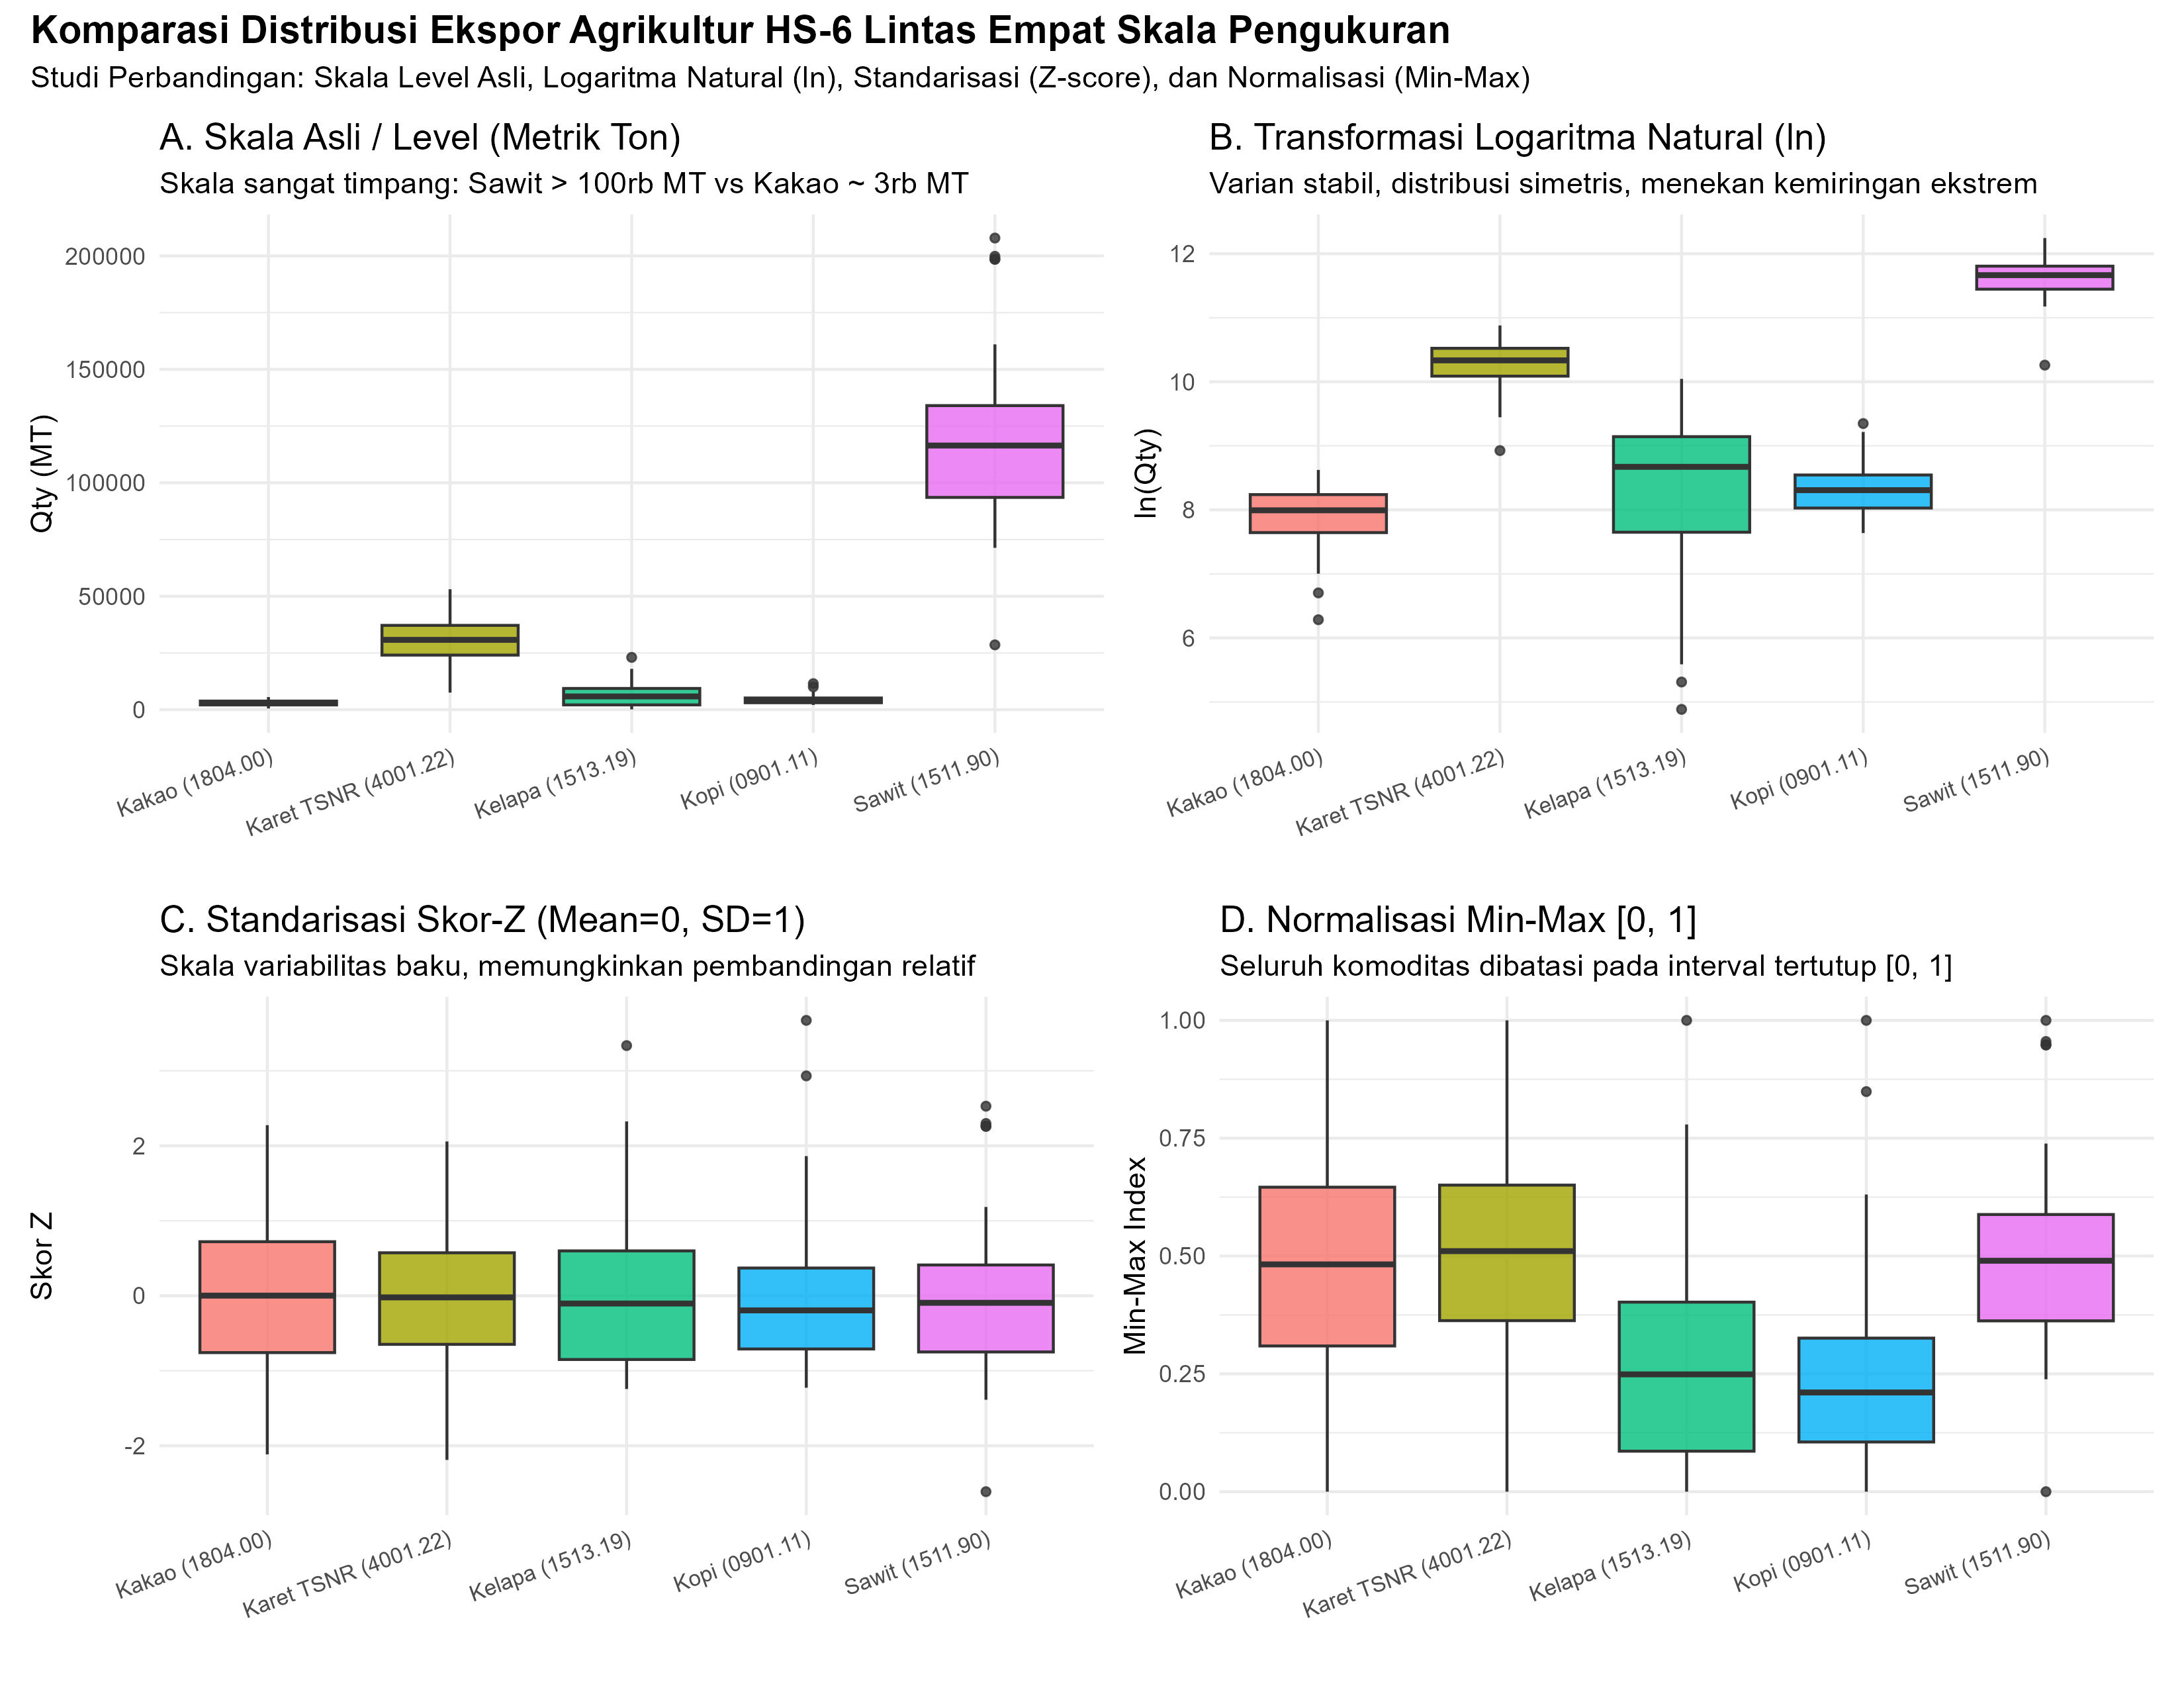 Komparasi Distribusi Ekspor Agrikultur HS-6 Lintas Empat Skala Pengukuran
Studi Perbandingan: Skala Level Asli, Logaritma Natural (ln), Standarisasi (Z-score), dan Normalisasi (Min-Max)
A. Skala Asli / Level (Metrik Ton)
Skala sangat timpang: Sawit > 100rb MT vs Kakao ~ 3rb MT
Qty (MT)
200000
150000
100000
50000
0
Kakao (1804.00)
Karet TSNR (4001.22)
Kelapa (1513.19)
Kopi (0901.11)
Sawit (1511.90)
B. Transformasi Logaritma Natural (ln)
Varian stabil, distribusi simetris, menekan kemiringan ekstrem
ln(Qty)
12
10
8
6
Kakao (1804.00)
Karet TSNR (4001.22)
Kelapa (1513.19)
Kopi (0901.11)
Sawit (1511.90)
C. Standarisasi Skor-Z (Mean=0, SD=1)
Skala variabilitas baku, memungkinkan pembandingan relatif
Skor Z
2
0
-2
Kakao (1804.00)
Karet TSNR (4001.22)
Kelapa (1513.19)
Kopi (0901.11)
Sawit (1511.90)
D. Normalisasi Min-Max [0, 1]
Seluruh komoditas dibatasi pada interval tertutup [0, 1]
Min-Max Index
1.00
0.75
0.50
0.25
0.00
Kakao (1804.00)
Karet TSNR (4001.22)
Kelapa (1513.19)
Kopi (0901.11)
Sawit (1511.90)